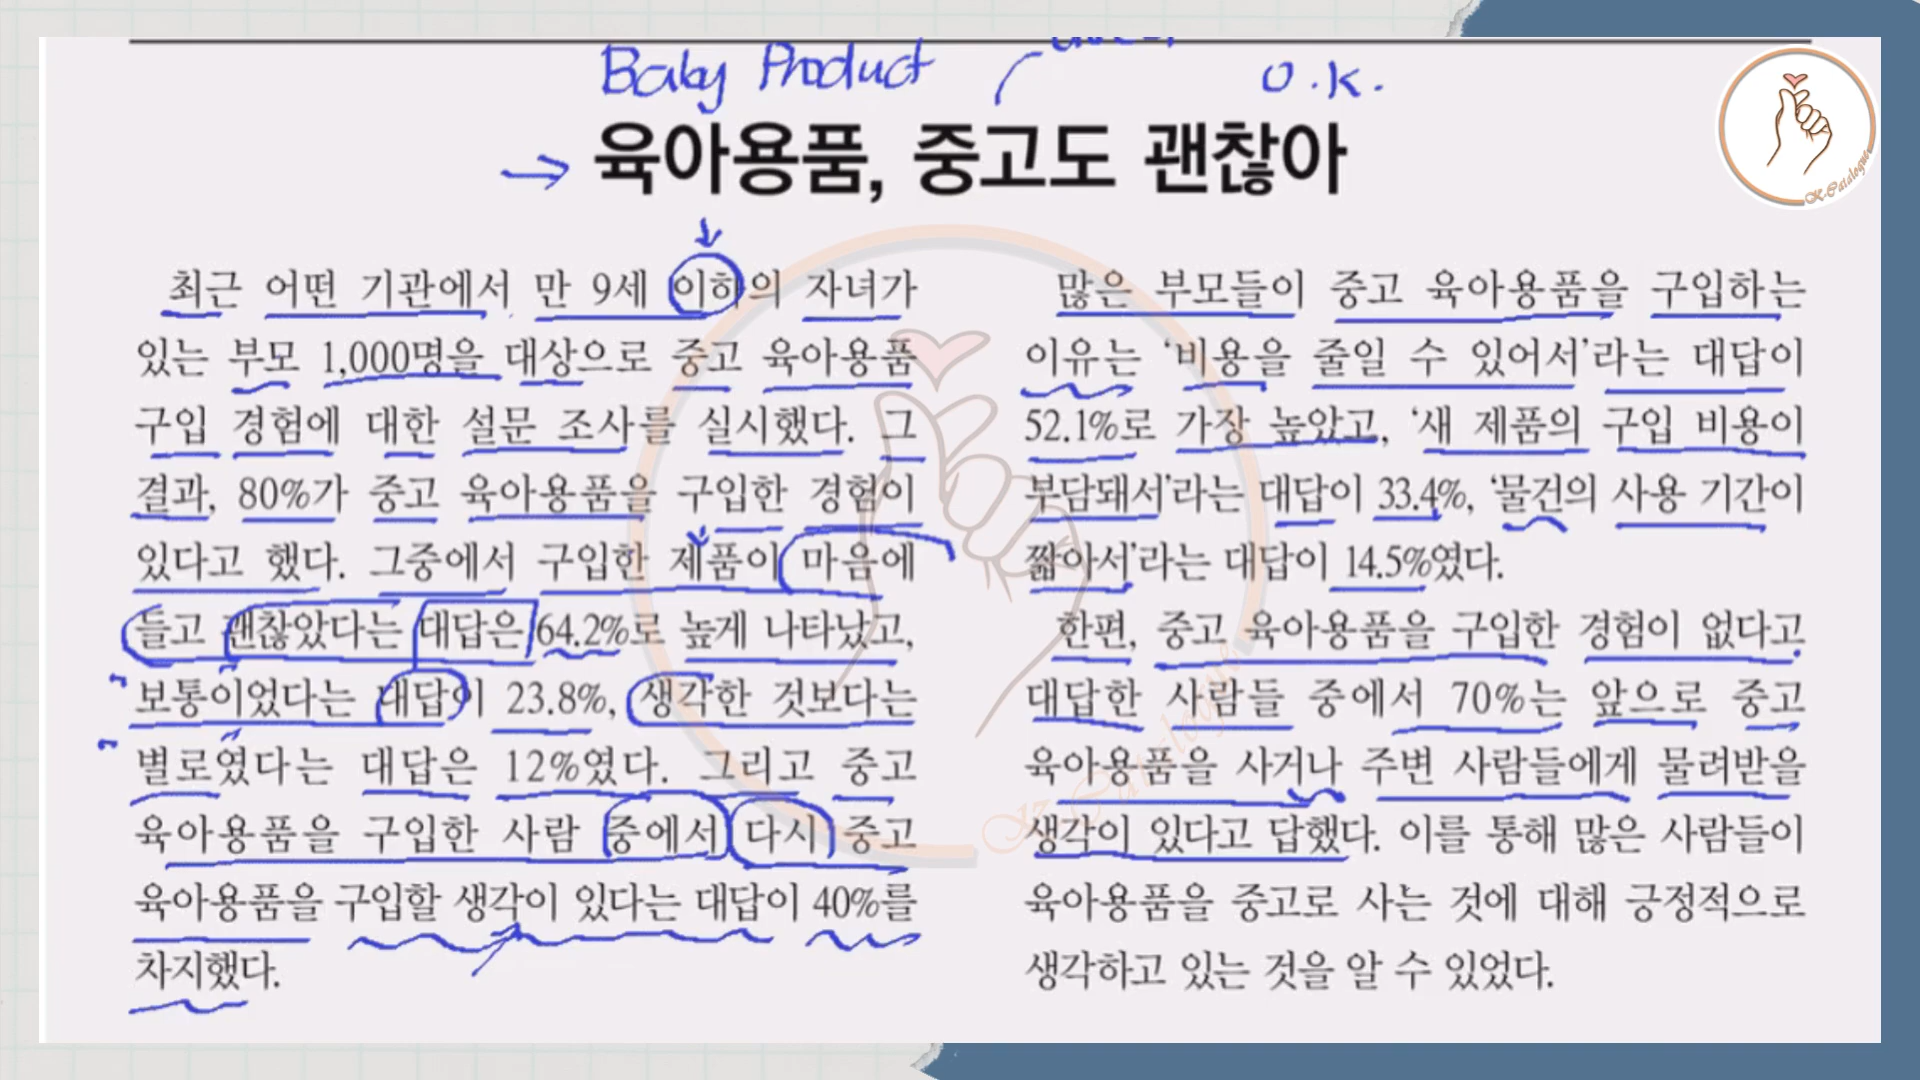 Baby Product
O.K.
육아용품, 중고도 괜찮아
최근 어떤 기관에서 만 9세 이하의 자녀가
있는 부모 1,000명을 대상으로 중고 육아용품
구입 경험에 대한 설문 조사를 실시했다. 그
결과, 80%가 중고 육아용품을 구입한 경험이
있다고 했다. 그중에서 구입한 제품이 마음에
들고 괜찮았다는 대답은 64.2%로 높게 나타났고,
보통이었다는 대답이 23.8%, 생각한 것보다는
별로였다는 대답은 12%였다. 그리고 중고
육아용품을 구입한 사람 중에서 다시 중고
육아용품을 구입할 생각이 있다는 대답이 40%를
차지했다.
많은 부모들이 중고 육아용품을 구입하는
이유는 ‘비용을 줄일 수 있어서’라는 대답이
52.1%로 가장 높았고, ‘새 제품의 구입 비용이
부담돼서’라는 대답이 33.4%, ‘물건의 사용 기간이
짧아서’라는 대답이 14.5%였다.
한편, 중고 육아용품을 구입한 경험이 없다고
대답한 사람들 중에서 70%는 앞으로 중고
육아용품을 사거나 주변 사람들에게 물려받을
생각이 있다고 답했다. 이를 통해 많은 사람들이
육아용품을 중고로 사는 것에 대해 긍정적으로
생각하고 있는 것을 알 수 있었다.
K-Catalogue
K-Catalogue